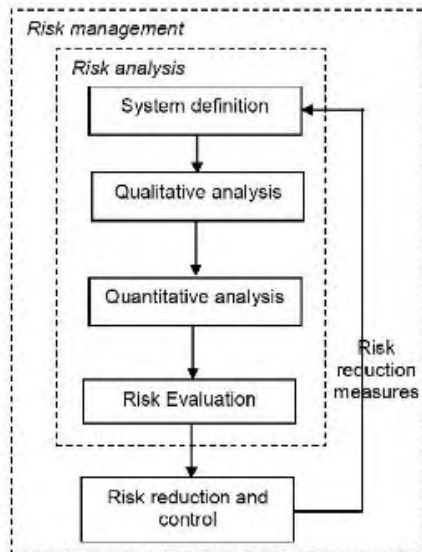 Risk management
Risk analysis
System definition
Qualitative analysis
Quantitative analysis
Risk Evaluation
Risk
reduction
measures
Risk reduction and
control